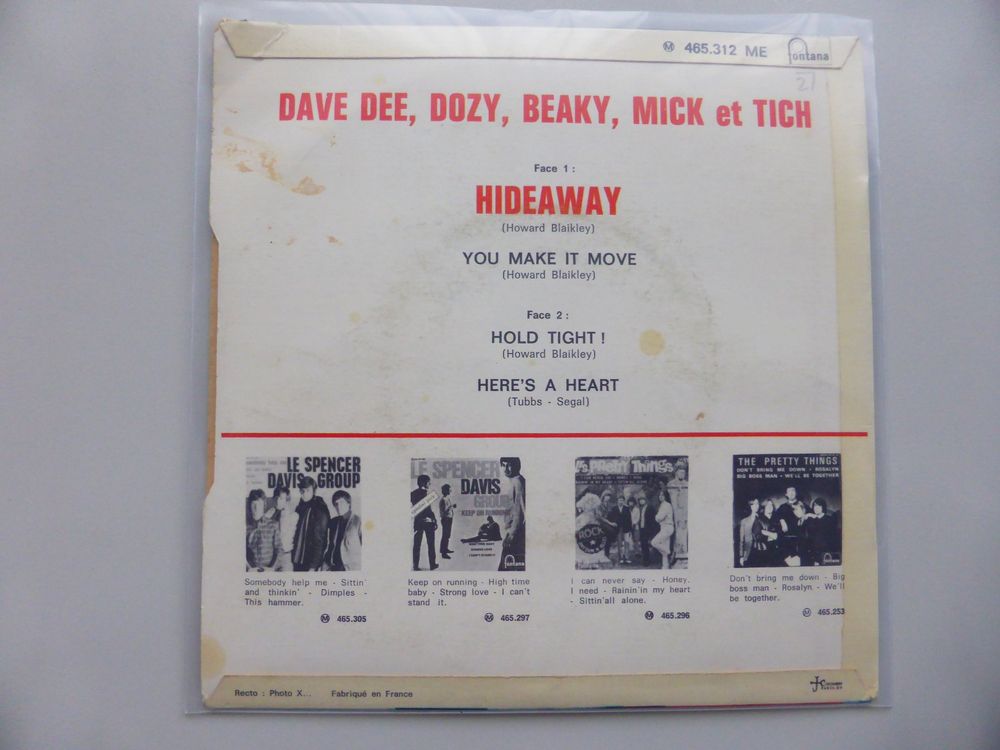 Ⓜ 465.312 ME fontana
27
DAVE DEE, DOZY, BEAKY, MICK et TICH
Face 1 :
HIDEAWAY
(Howard Blaikley)
YOU MAKE IT MOVE
(Howard Blaikley)
Face 2 :
HOLD TIGHT !
(Howard Blaikley)
HERE'S A HEART
(Tubbs - Segal)
LE SPENCER
DAVIS GROUP
Somebody help me - Sittin'
and thinkin' - Dimples -
This hammer.
Ⓜ 465.305
LE SPENCER
DAVIS
GROUP
KEEP ON RUNNING
fontana
Keep on running - High time
baby - Strong love - I can't
stand it.
Ⓜ 465.297
Pretty Things
ROCK
I can never say - Honey,
I need - Rainin'in my heart
- Sittin'all alone.
Ⓜ 465.296
THE PRETTY THINGS
DON'T BRING ME DOWN - ROSALYN
BIG BOSS MAN - WE'LL BE TOGETHER
Don't bring me down - Big
boss man - Rosalyn - We'll
be together.
Ⓜ 465.253
Recto : Photo X... Fabriqué en France